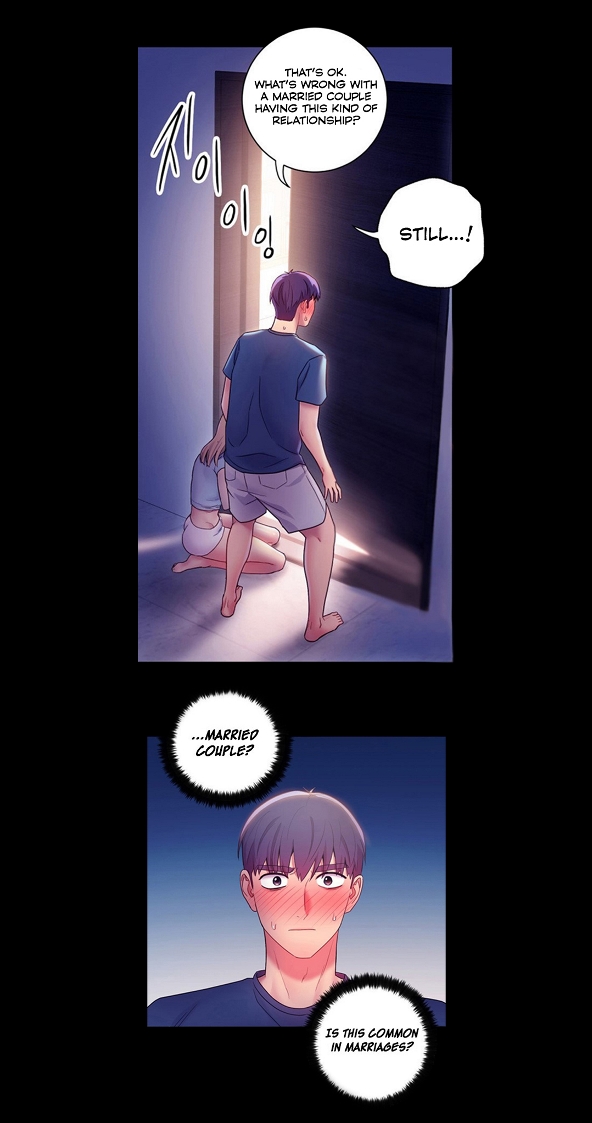 THAT'S OK.
WHAT'S WRONG WITH
A MARRIED COUPLE
HAVING THIS KIND OF
RELATIONSHIP?
STILL...!
지이이잉
...MARRIED
COUPLE?
IS THIS COMMON
IN MARRIAGES?